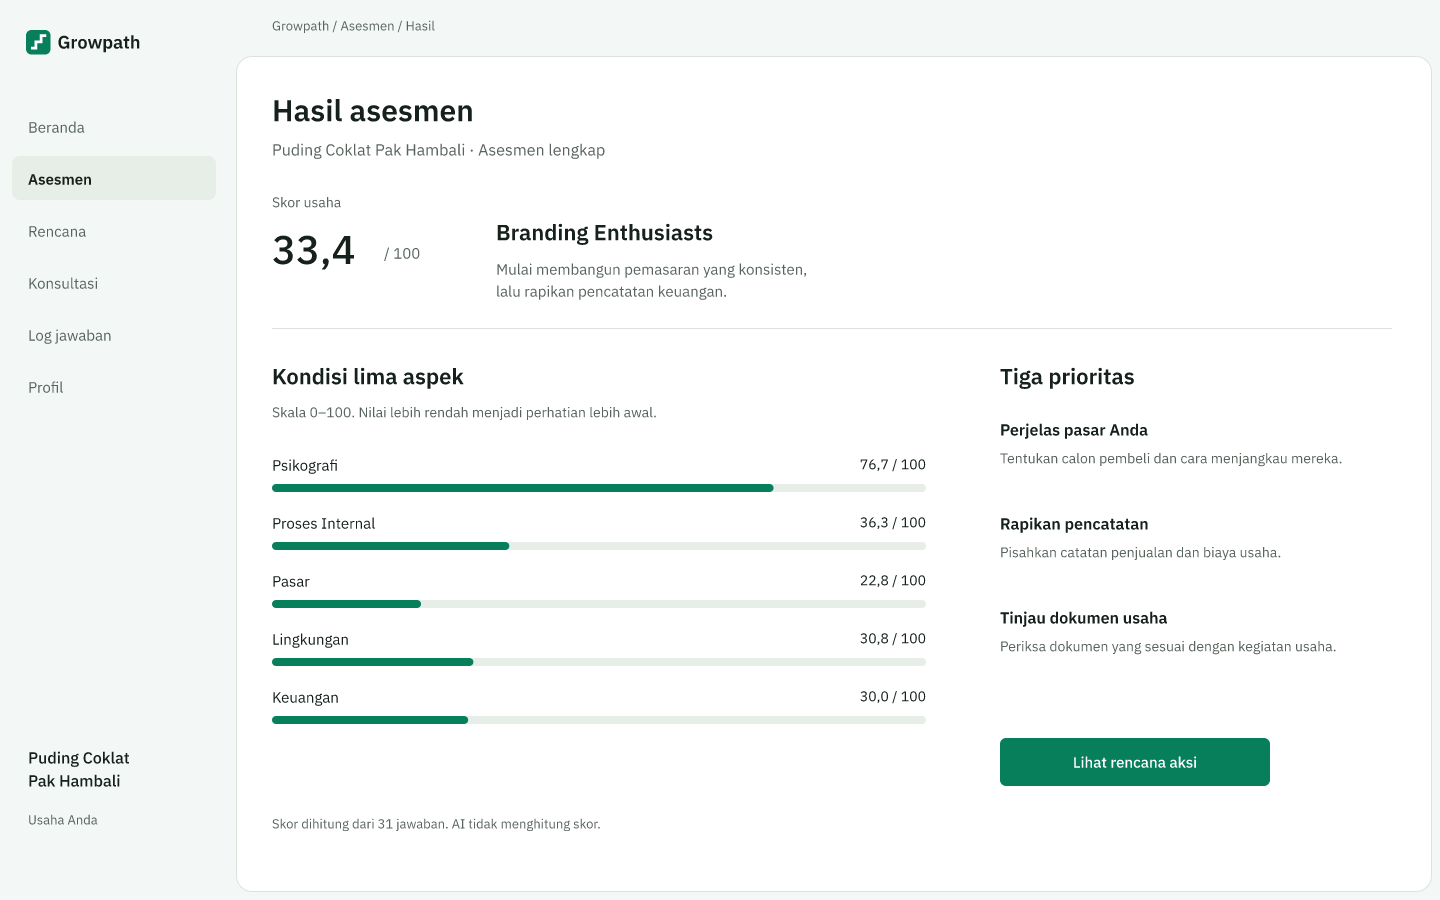 Growpath
Beranda
Asesmen
Rencana
Konsultasi
Log jawaban
Profil
Puding Coklat
Pak Hambali
Usaha Anda
Growpath / Asesmen / Hasil
Hasil asesmen
Puding Coklat Pak Hambali · Asesmen lengkap
Skor usaha
33,4 / 100
Branding Enthusiasts
Mulai membangun pemasaran yang konsisten,
lalu rapikan pencatatan keuangan.
Kondisi lima aspek
Skala 0–100. Nilai lebih rendah menjadi perhatian lebih awal.
Psikografi 76,7 / 100
Proses Internal 36,3 / 100
Pasar 22,8 / 100
Lingkungan 30,8 / 100
Keuangan 30,0 / 100
Tiga prioritas
Perjelas pasar Anda
Tentukan calon pembeli dan cara menjangkau mereka.
Rapikan pencatatan
Pisahkan catatan penjualan dan biaya usaha.
Tinjau dokumen usaha
Periksa dokumen yang sesuai dengan kegiatan usaha.
Lihat rencana aksi
Skor dihitung dari 31 jawaban. AI tidak menghitung skor.